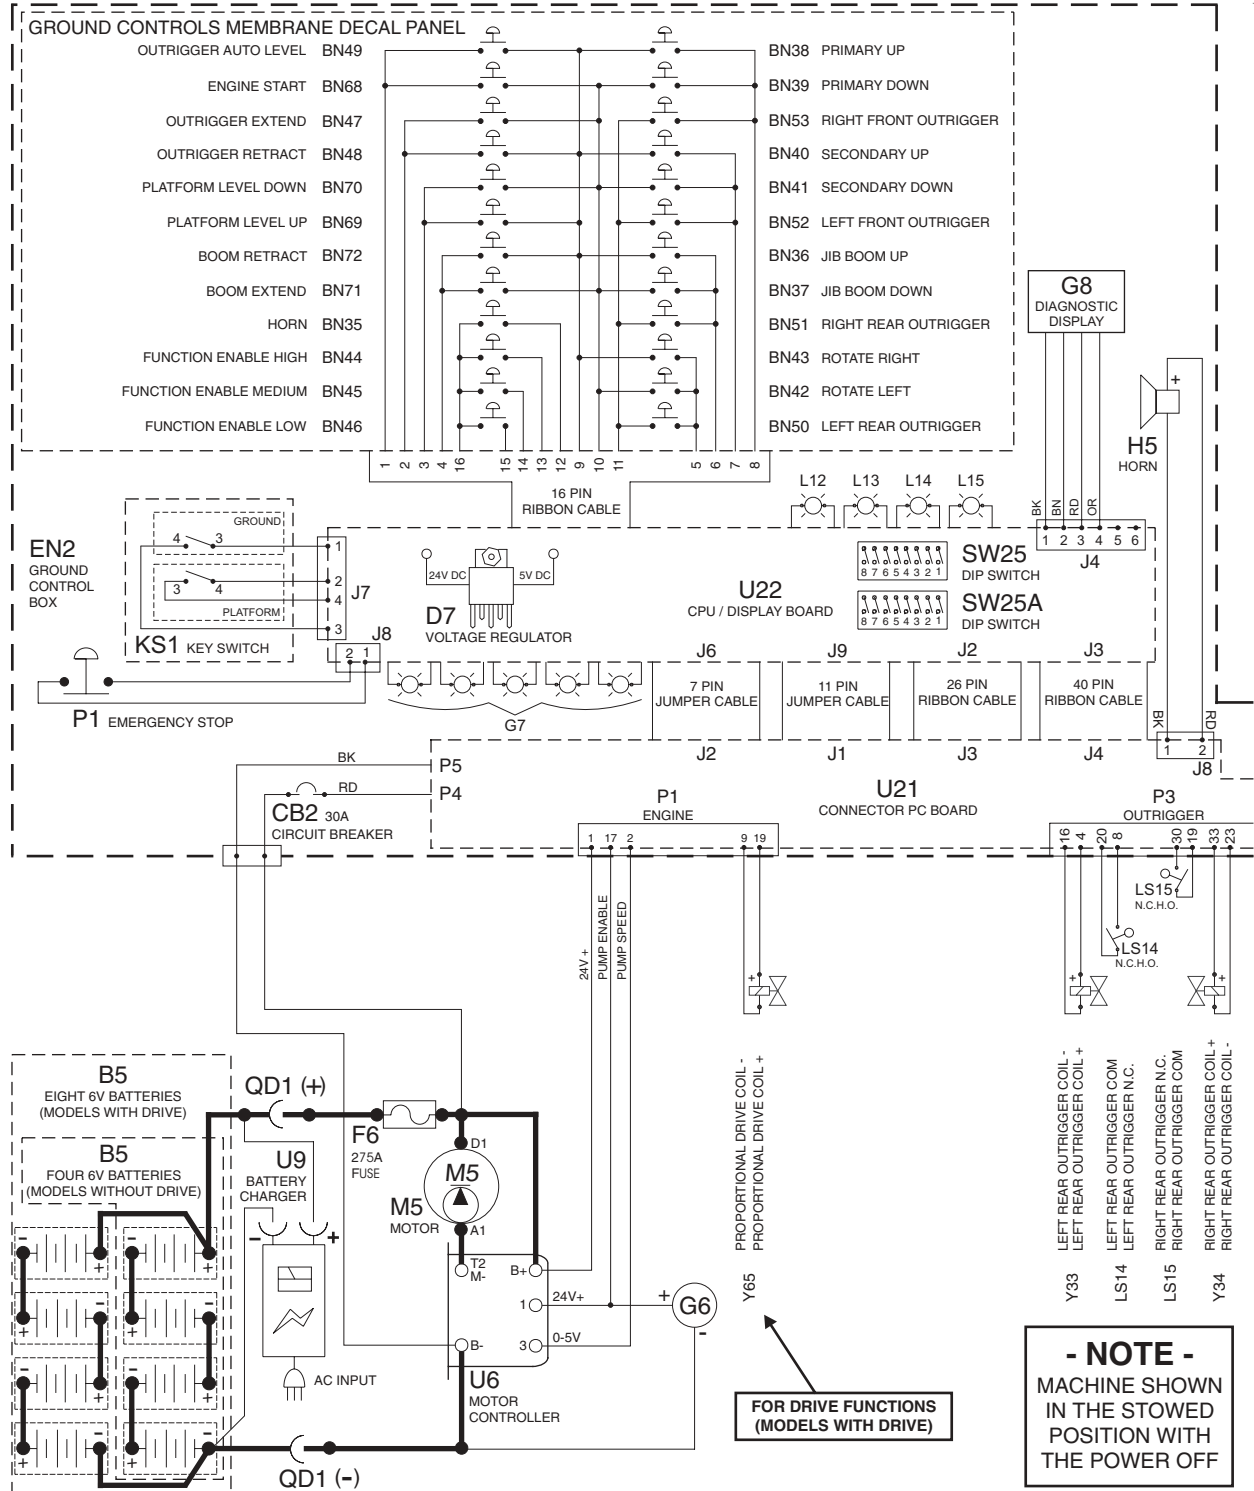 GROUND CONTROLS MEMBRANE DECAL PANEL
OUTRIGGER AUTO LEVEL BN49
BN38 PRIMARY UP
ENGINE START BN68
BN39 PRIMARY DOWN
OUTRIGGER EXTEND BN47
BN53 RIGHT FRONT OUTRIGGER
OUTRIGGER RETRACT BN48
BN40 SECONDARY UP
PLATFORM LEVEL DOWN BN70
BN41 SECONDARY DOWN
PLATFORM LEVEL UP BN69
BN52 LEFT FRONT OUTRIGGER
BOOM RETRACT BN72
BN36 JIB BOOM UP
BOOM EXTEND BN71
BN37 JIB BOOM DOWN
HORN BN35
BN51 RIGHT REAR OUTRIGGER
FUNCTION ENABLE HIGH BN44
BN43 ROTATE RIGHT
FUNCTION ENABLE MEDIUM BN45
BN42 ROTATE LEFT
FUNCTION ENABLE LOW BN46
BN50 LEFT REAR OUTRIGGER
1 2 3 4 16 15 14 13 12 9 10 11 5 6 7 8
16 PIN
RIBBON CABLE
G8
DIAGNOSTIC
DISPLAY
+
H5
HORN
BK BN RD OR
1 2 3 4 5 6
J4
L12 L13 L14 L15
EN2
GROUND
CONTROL
BOX
GROUND
4 3
3 4
PLATFORM
KS1 KEY SWITCH
1
2
4
3
J7
J8
2 1
24V DC
5V DC
D7
VOLTAGE REGULATOR
U22
CPU / DISPLAY BOARD
8 7 6 5 4 3 2 1
SW25
DIP SWITCH
8 7 6 5 4 3 2 1
SW25A
DIP SWITCH
P1 EMERGENCY STOP
G7
J6 J9 J2 J3
7 PIN
JUMPER CABLE
11 PIN
JUMPER CABLE
26 PIN
RIBBON CABLE
40 PIN
RIBBON CABLE
J2 J1 J3 J4
BK RD
1 2
J8
BK
P5
RD
P4
CB2 30A
CIRCUIT BREAKER
U21
CONNECTOR PC BOARD
P1
ENGINE
1 17 2 9 19
P3
OUTRIGGER
16 4 20 8 30 19 33 23
24V +
PUMP ENABLE
PUMP SPEED
LS15
N.C.H.O.
LS14
N.C.H.O.
+
+
+
PROPORTIONAL DRIVE COIL -
PROPORTIONAL DRIVE COIL +
Y65
LEFT REAR OUTRIGGER COIL -
LEFT REAR OUTRIGGER COIL +
Y33
LEFT REAR OUTRIGGER COM
LEFT REAR OUTRIGGER N.C.
LS14
RIGHT REAR OUTRIGGER N.C.
RIGHT REAR OUTRIGGER COM
LS15
RIGHT REAR OUTRIGGER COIL +
RIGHT REAR OUTRIGGER COIL -
Y34
B5
EIGHT 6V BATTERIES
(MODELS WITH DRIVE)
B5
FOUR 6V BATTERIES
(MODELS WITHOUT DRIVE)
QD1 (+)
F6
275A
FUSE
U9
BATTERY
CHARGER
- +
AC INPUT
D1
M5
M5
MOTOR
A1
T2
M-
B+
1
24V+
3
0-5V
B-
U6
MOTOR
CONTROLLER
+
G6
-
- + - +
+ - + -
- + - +
+ - + -
QD1 (-)
FOR DRIVE FUNCTIONS
(MODELS WITH DRIVE)
- NOTE -
MACHINE SHOWN
IN THE STOWED
POSITION WITH
THE POWER OFF